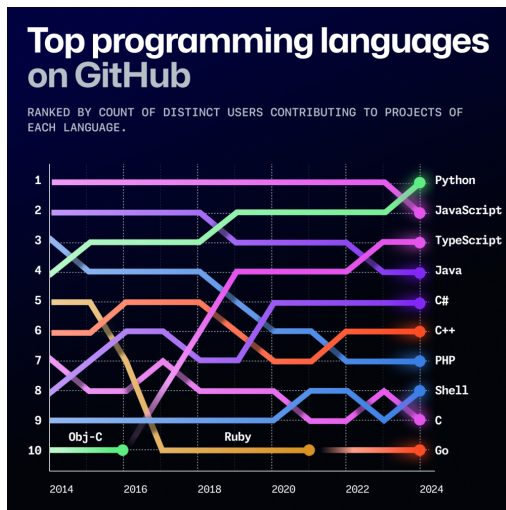 Top programming languages
on GitHub
RANKED BY COUNT OF DISTINCT USERS CONTRIBUTING TO PROJECTS OF
EACH LANGUAGE.
1
Python
2
JavaScript
3
TypeScript
4
Java
5
C#
6
C++
7
PHP
8
Shell
9
C
Obj-C
Ruby
10
Go
2014
2016
2018
2020
2022
2024